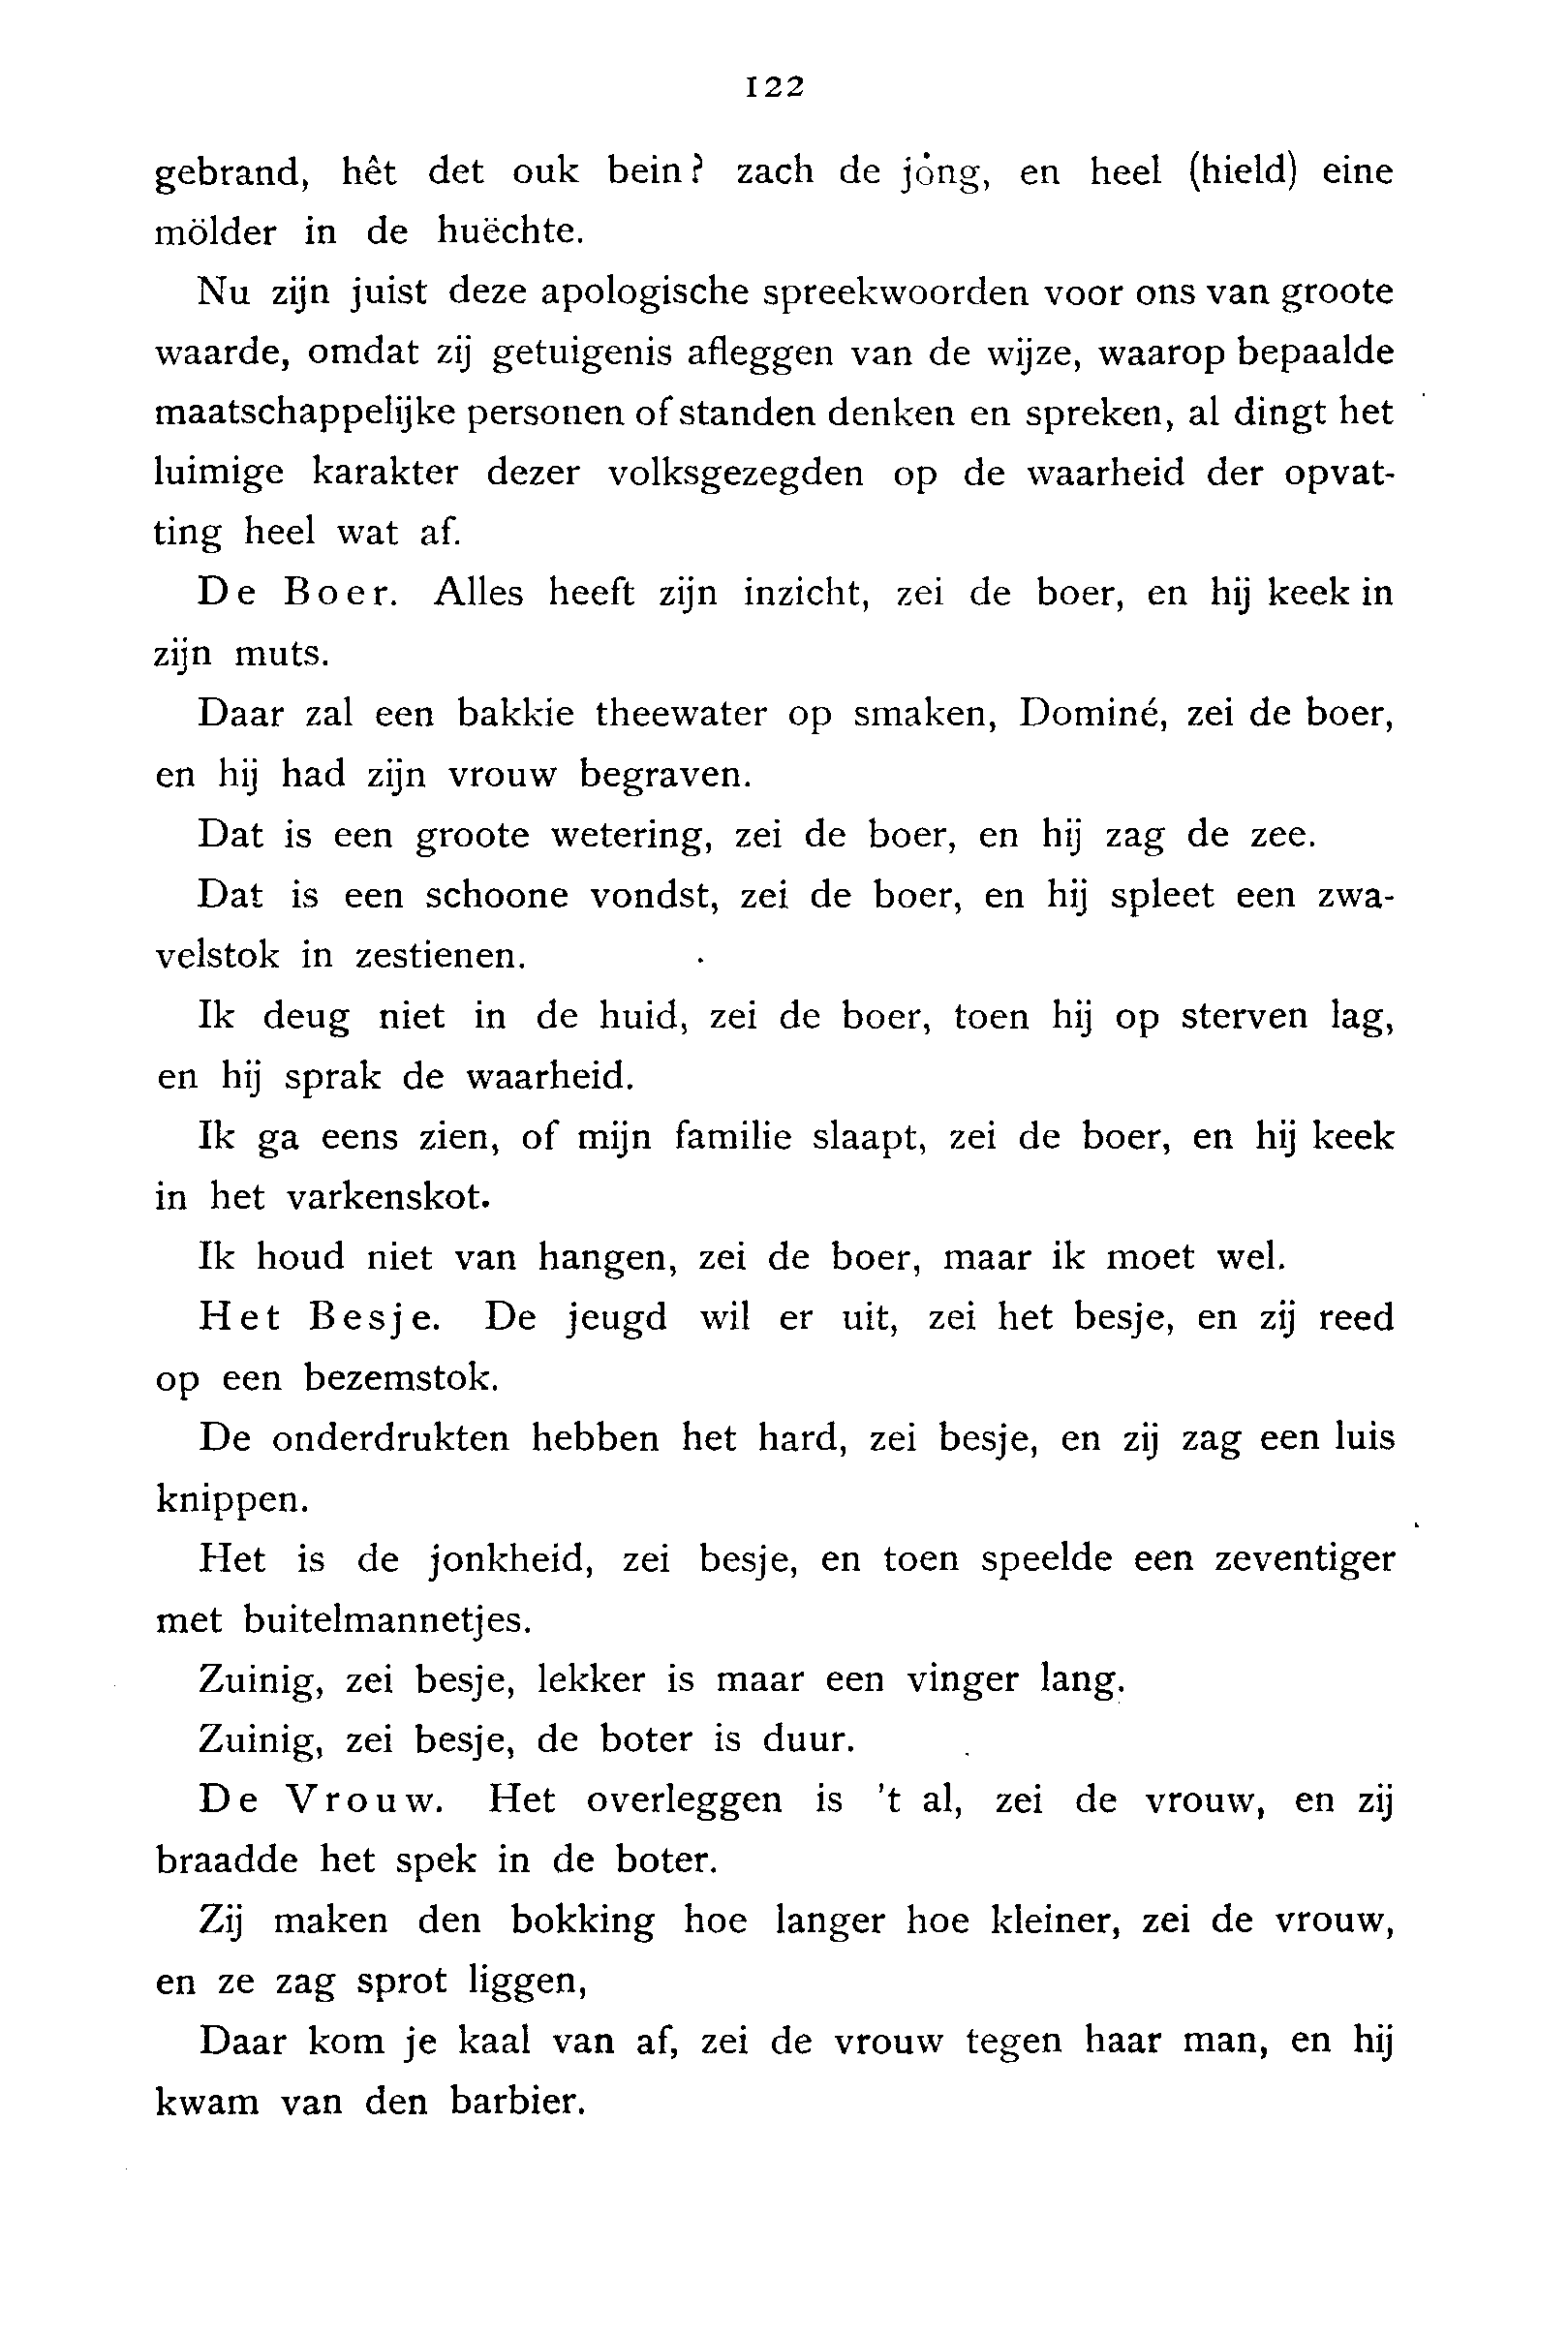 122
gebrand, hêt det ouk bein? zach de jȯng, en heel (hield) eine
mölder in de huëchte.
Nu zijn juist deze apologische spreekwoorden voor ons van groote
waarde, omdat zij getuigenis afleggen van de wijze, waarop bepaalde
maatschappelijke personen of standen denken en spreken, al dingt het
luimige karakter dezer volksgezegden op de waarheid der opvat-
ting heel wat af.
De Boer. Alles heeft zijn inzicht, zei de boer, en hij keek in
zijn muts.
Daar zal een bakkie theewater op smaken, Dominé, zei de boer,
en hij had zijn vrouw begraven.
Dat is een groote wetering, zei de boer, en hij zag de zee.
Dat is een schoone vondst, zei de boer, en hij spleet een zwa-
velstok in zestienen.
Ik deug niet in de huid, zei de boer, toen hij op sterven lag,
en hij sprak de waarheid.
Ik ga eens zien, of mijn familie slaapt, zei de boer, en hij keek
in het varkenskot.
Ik houd niet van hangen, zei de boer, maar ik moet wel.
Het Besje. De jeugd wil er uit, zei het besje, en zij reed
op een bezemstok.
De onderdrukten hebben het hard, zei besje, en zij zag een luis
knippen.
Het is de jonkheid, zei besje, en toen speelde een zeventiger
met buitelmannetjes.
Zuinig, zei besje, lekker is maar een vinger lang.
Zuinig, zei besje, de boter is duur.
De Vrouw. Het overleggen is 't al, zei de vrouw, en zij
braadde het spek in de boter.
Zij maken den bokking hoe langer hoe kleiner, zei de vrouw,
en ze zag sprot liggen,
Daar kom je kaal van af, zei de vrouw tegen haar man, en hij
kwam van den barbier.